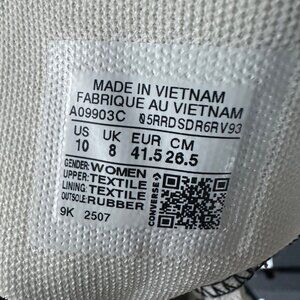 MADE IN VIETNAM
FABRIQUE AU VIETNAM
A09903C 05RRDSDR6RV93
US UK EUR CM
10 8 41.5 26.5
GENDER: WOMEN
UPPER: TEXTILE
LINING: TEXTILE
OUTSOLE: RUBBER
CONVERSE
9K 2507